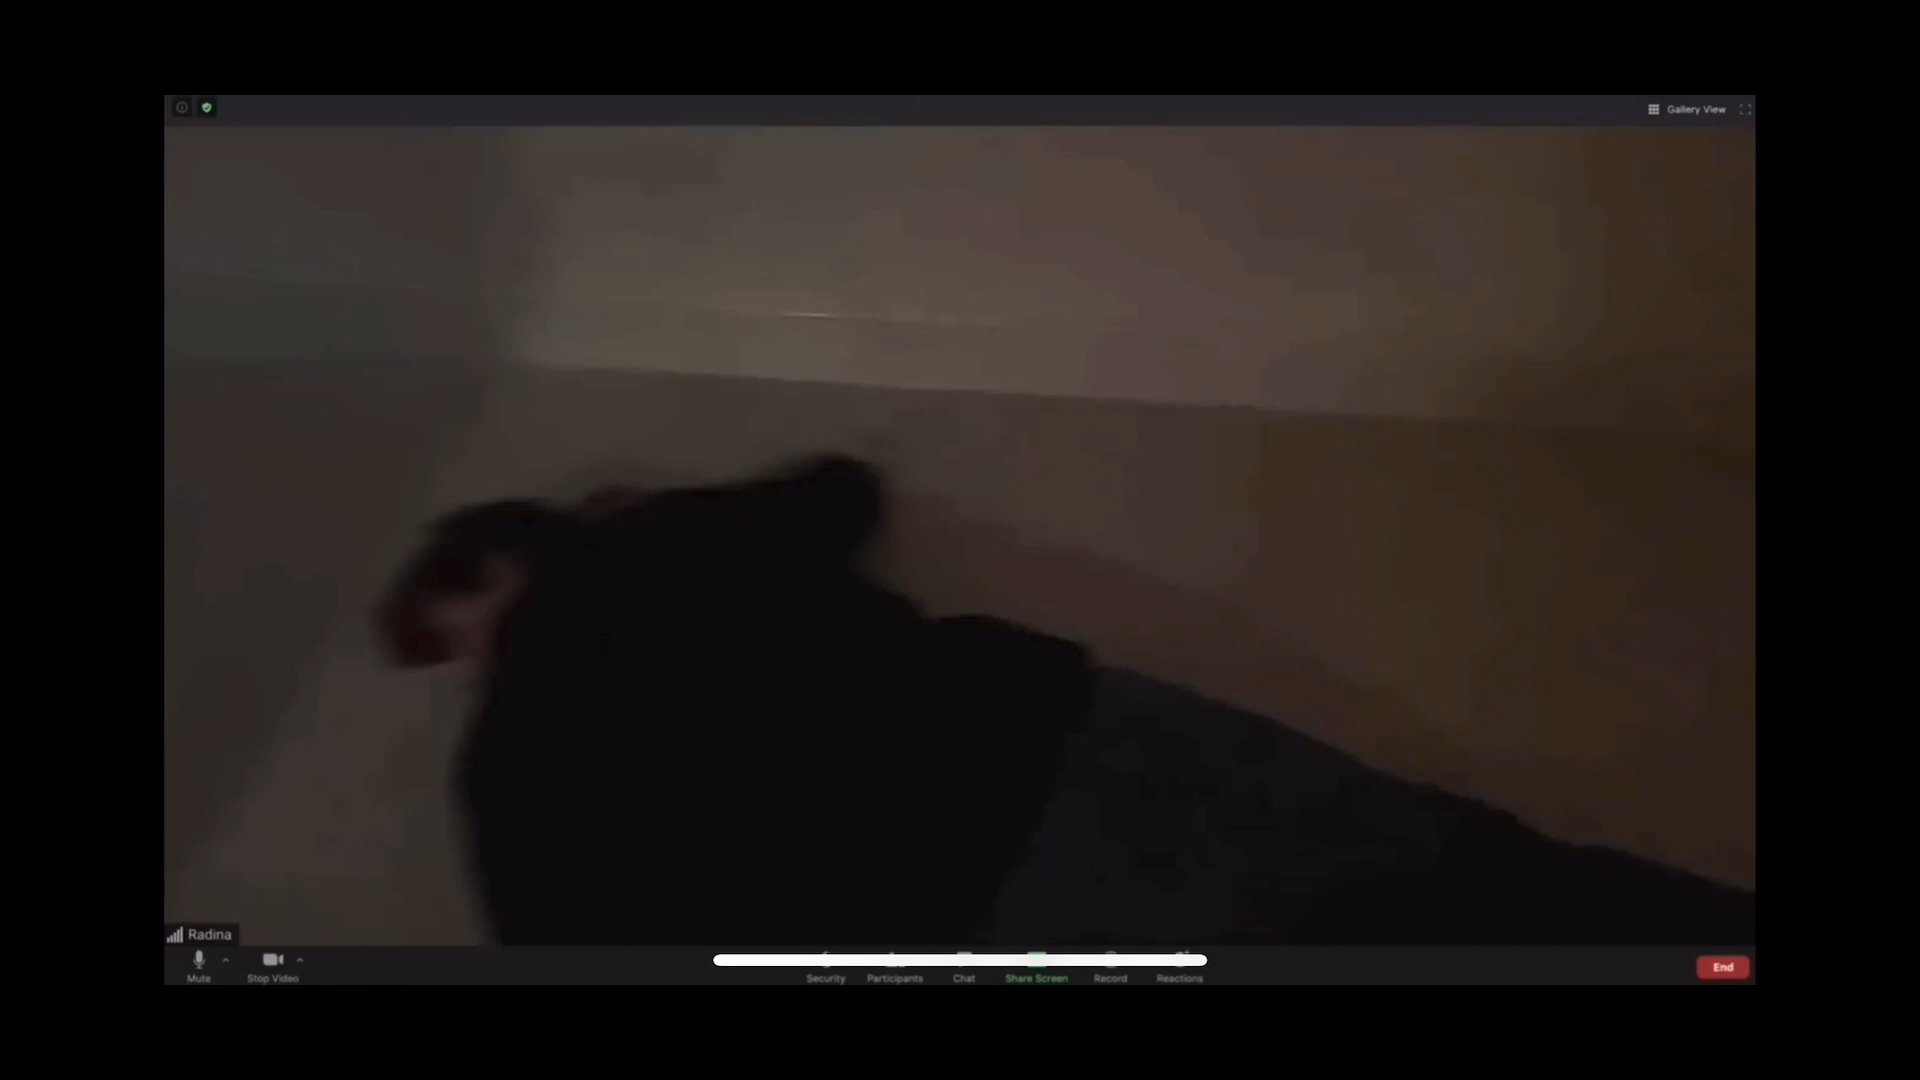 Gallery View
Radina
Mute
Stop Video
Security
Participants
Chat
Share Screen
Record
Reactions
End